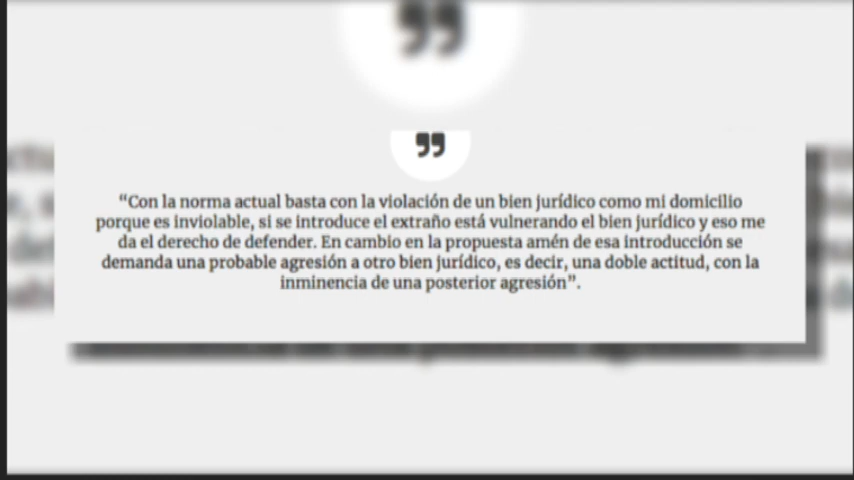 “Con la norma actual basta con la violación de un bien jurídico como mi domicilio
porque es inviolable, si se introduce el extraño está vulnerando el bien jurídico y eso me
da el derecho de defender. En cambio en la propuesta amén de esa introducción se
demanda una probable agresión a otro bien jurídico, es decir, una doble actitud, con la
inminencia de una posterior agresión”.